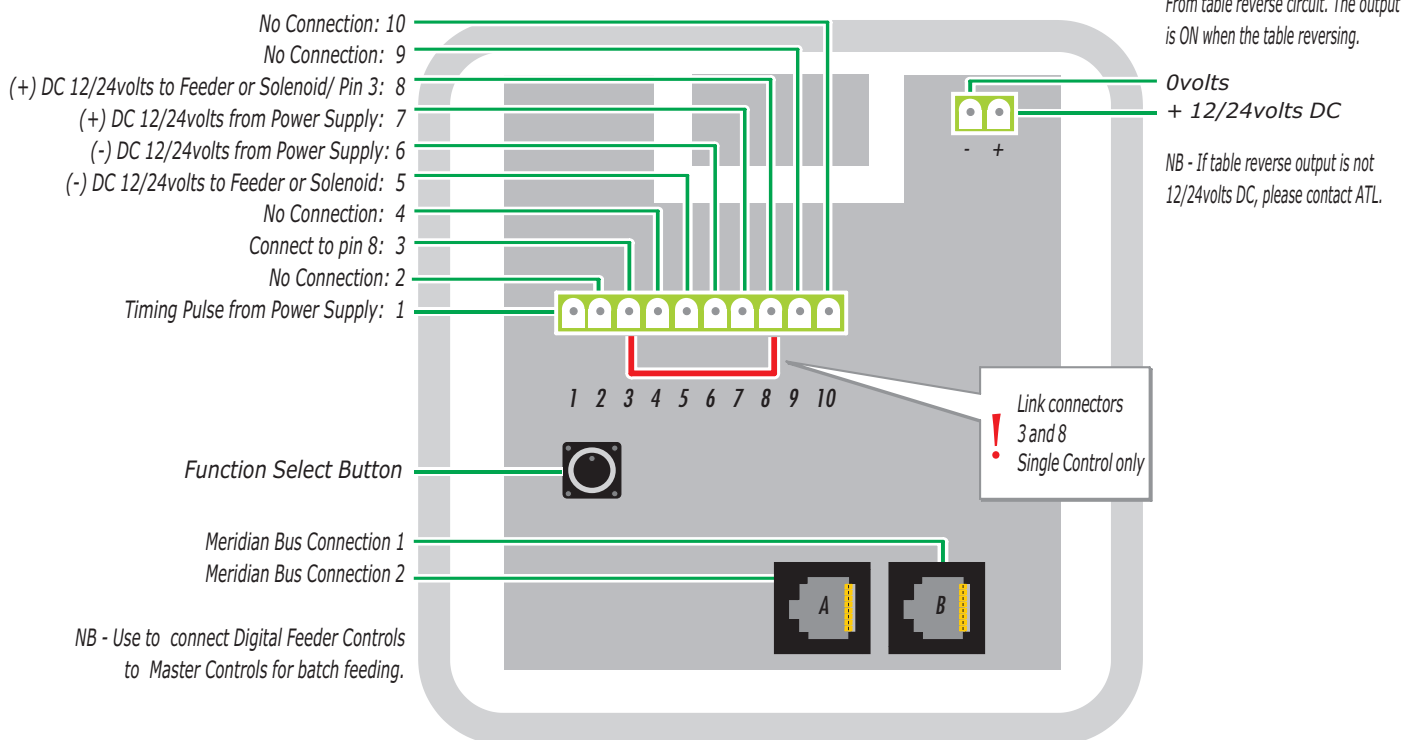 No Connection: 10
No Connection: 9
(+) DC 12/24volts to Feeder or Solenoid/ Pin 3: 8
(+) DC 12/24volts from Power Supply: 7
(-) DC 12/24volts from Power Supply: 6
(-) DC 12/24volts to Feeder or Solenoid: 5
No Connection: 4
Connect to pin 8: 3
No Connection: 2
Timing Pulse from Power Supply: 1
From table reverse circuit. The output
is ON when the table reversing.
0volts
+ 12/24volts DC
- +
NB - If table reverse output is not
12/24volts DC, please contact ATL.
1 2 3 4 5 6 7 8 9 10
! Link connectors
3 and 8
Single Control only
Function Select Button
Meridian Bus Connection 1
Meridian Bus Connection 2
A B
NB - Use to connect Digital Feeder Controls
to Master Controls for batch feeding.